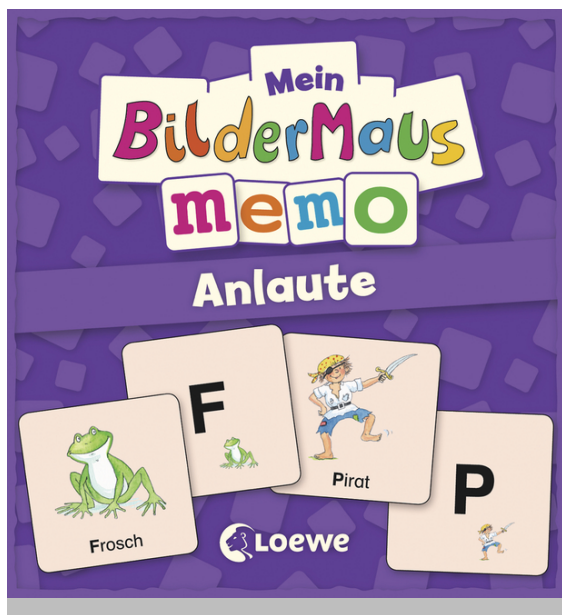 Mein
BilderMaus
memo
Anlaute
F
Frosch
Pirat
P
Loewe